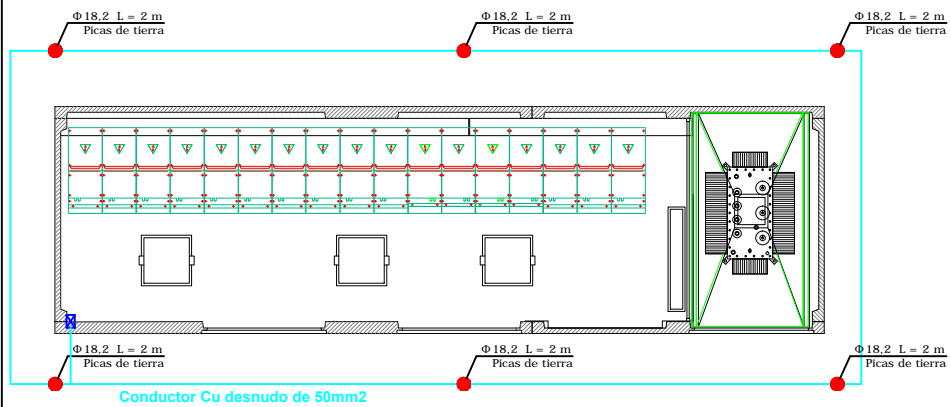 Φ18,2 L = 2 m
Picas de tierra
Φ18,2 L = 2 m
Picas de tierra
Φ18,2 L = 2 m
Picas de tierra
Φ18,2 L = 2 m
Picas de tierra
Φ18,2 L = 2 m
Picas de tierra
Φ18,2 L = 2 m
Picas de tierra
Conductor Cu desnudo de 50mm2